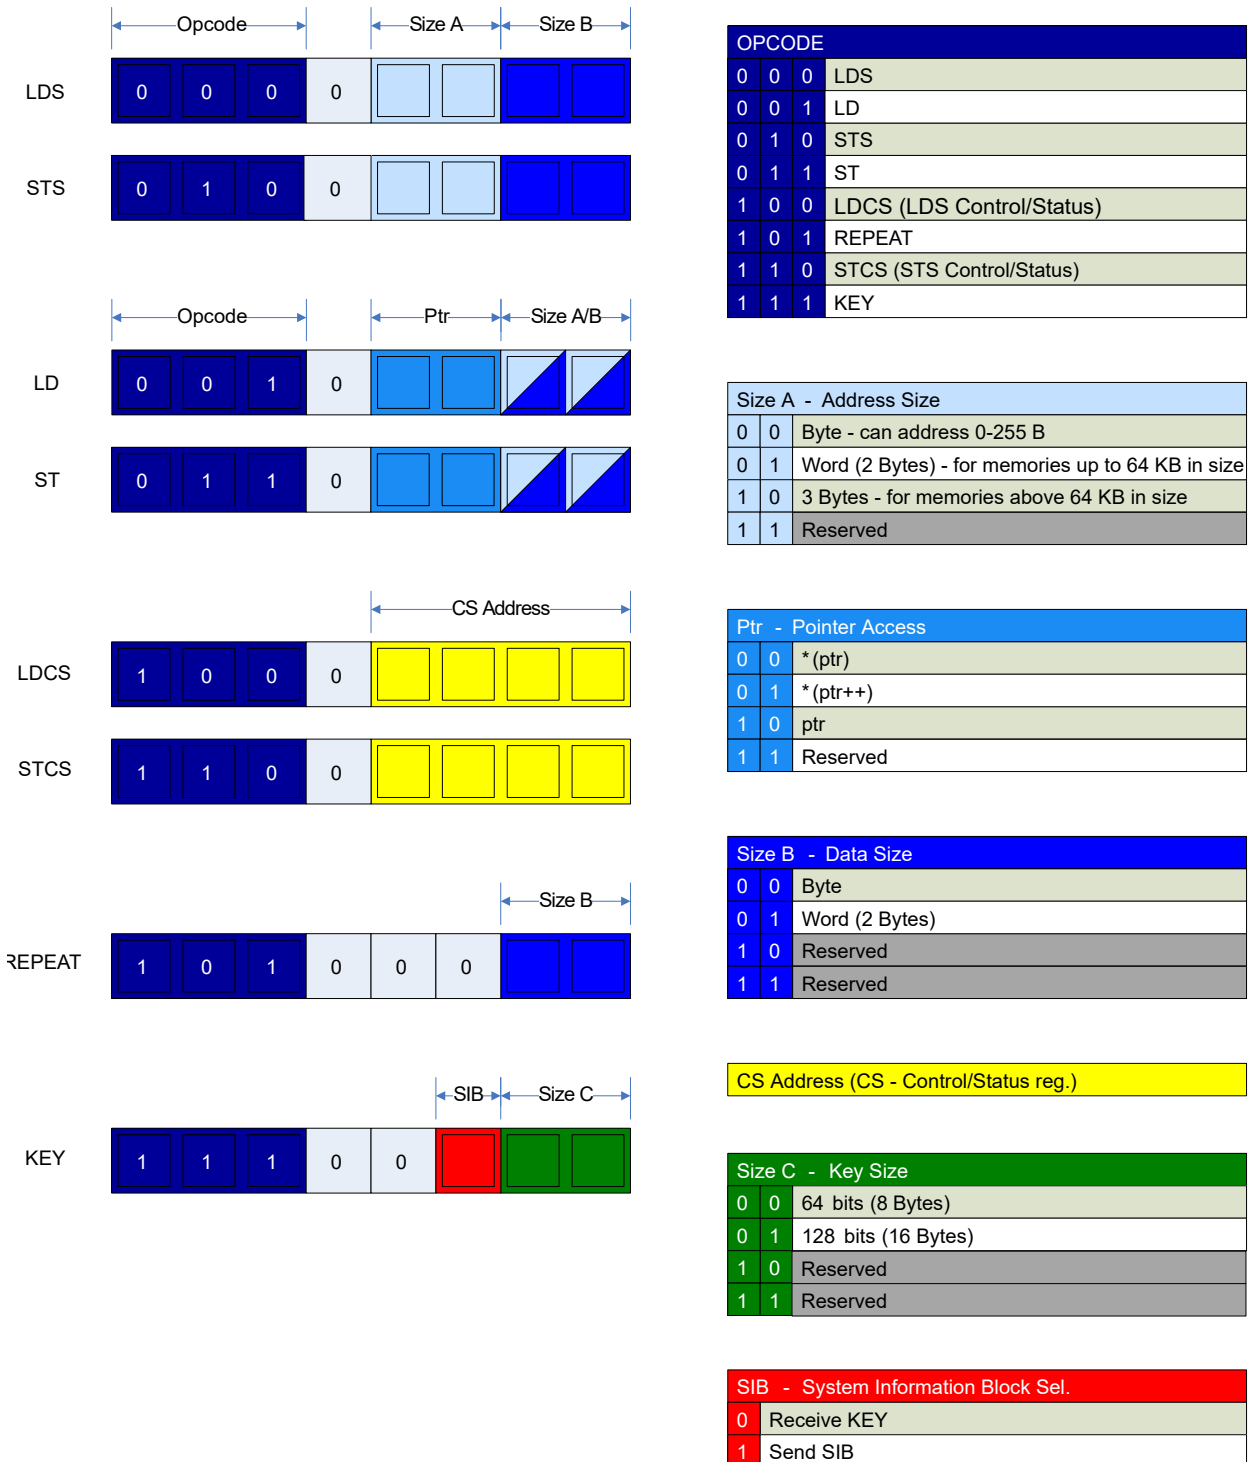 Opcode Size A Size B
LDS 0 0 0 0
STS 0 1 0 0
Opcode Ptr Size A/B
LD 0 0 1 0
ST 0 1 1 0
CS Address
LDCS 1 0 0 0
STCS 1 1 0 0
Size B
REPEAT 1 0 1 0 0 0
SIB Size C
KEY 1 1 1 0 0
OPCODE
0 0 0 LDS
0 0 1 LD
0 1 0 STS
0 1 1 ST
1 0 0 LDCS (LDS Control/Status)
1 0 1 REPEAT
1 1 0 STCS (STS Control/Status)
1 1 1 KEY
Size A - Address Size
0 0 Byte - can address 0-255 B
0 1 Word (2 Bytes) - for memories up to 64 KB in size
1 0 3 Bytes - for memories above 64 KB in size
1 1 Reserved
Ptr - Pointer Access
0 0 *(ptr)
0 1 *(ptr++)
1 0 ptr
1 1 Reserved
Size B - Data Size
0 0 Byte
0 1 Word (2 Bytes)
1 0 Reserved
1 1 Reserved
CS Address (CS - Control/Status reg.)
Size C - Key Size
0 0 64 bits (8 Bytes)
0 1 128 bits (16 Bytes)
1 0 Reserved
1 1 Reserved
SIB - System Information Block Sel.
0 Receive KEY
1 Send SIB